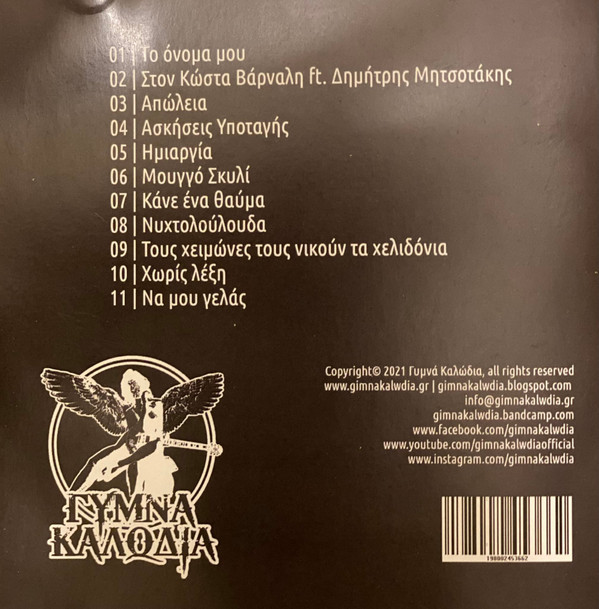 01 | Το όνομα μου
02 | Στον Κώστα Βάρναλη ft. Δημήτρης Μητσοτάκης
03 | Απώλεια
04 | Ασκήσεις Υποταγής
05 | Ημιαργία
06 | Μουγγό Σκυλί
07 | Κάνε ένα θαύμα
08 | Νυχτολούλουδα
09 | Τους χειμώνες τους νικούν τα χελιδόνια
10 | Χωρίς λέξη
11 | Να μου γελάς
Copyright© 2021 Γυμνά Καλώδια, all rights reserved
www.gimnakalwdia.gr | gimnakalwdia.blogspot.com
info@gimnakalwdia.gr
gimnakalwdia.bandcamp.com
www.facebook.com/gimnakalwdia
www.youtube.com/gimnakalwdiaofficial
www.instagram.com/gimnakalwdia
ΓΥΜΝΑ
ΚΑΛΩΔΙΑ
198002453662